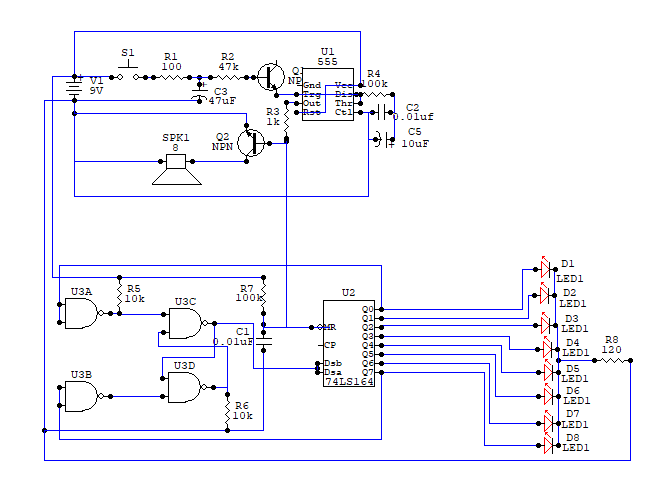 S1
R1
100
R2
47k
Q1
NPN
U1
555
Gnd Vcc
Trg Dis
Out Thr
Rst Ctl
R4
100k
V1
9V
C3
47uF
R3
1k
C2
0.01uf
C5
10uF
SPK1
8
Q2
NPN
U3A
R5
10k
U3C
R7
100k
C1
0.01uF
U3B
U3D
R6
10k
U2
MR
CP
Dsb
Dsa
Q0
Q1
Q2
Q3
Q4
Q5
Q6
Q7
74LS164
D1
LED1
D2
LED1
D3
LED1
D4
LED1
D5
LED1
D6
LED1
D7
LED1
D8
LED1
R8
120